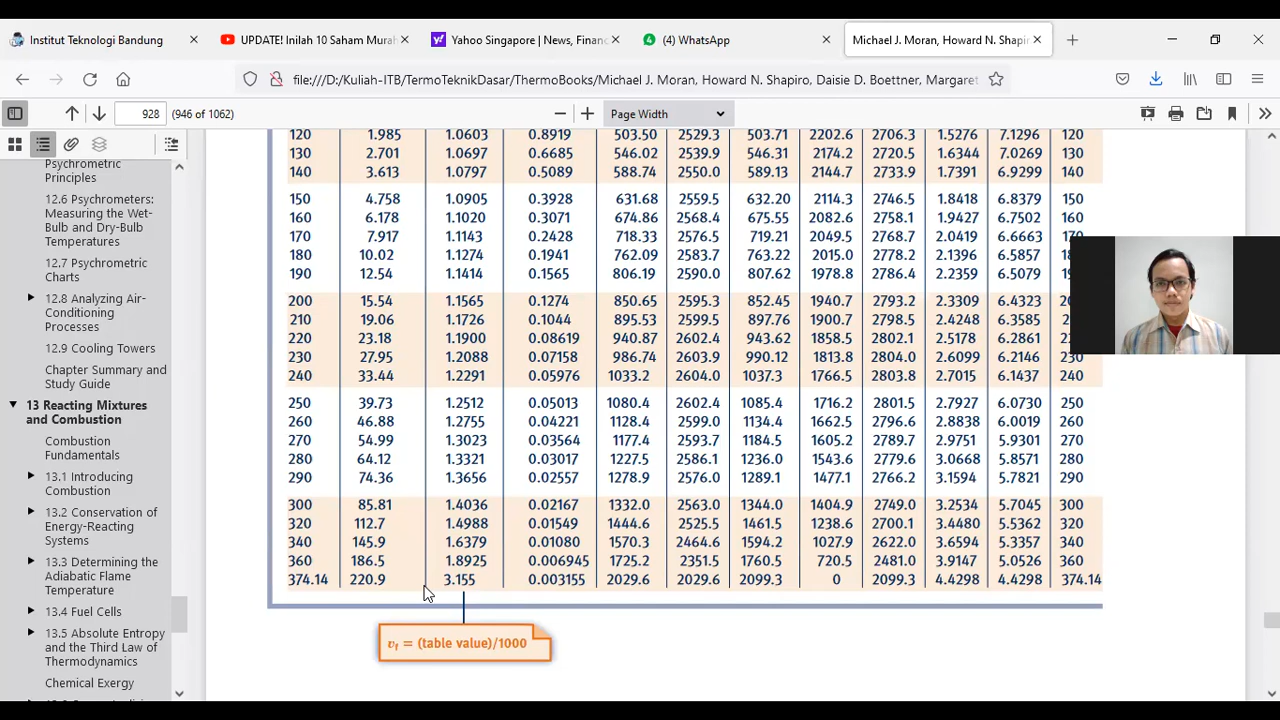 Institut Teknologi Bandung
UPDATE! Inilah 10 Saham Murah
Yahoo Singapore | News, Financ
(4) WhatsApp
Michael J. Moran, Howard N. Shapir
file:///D:/Kuliah-ITB/TermoTeknikDasar/ThermoBooks/Michael J. Moran, Howard N. Shapiro, Daisie D. Boettner, Margaret
928 (946 of 1062)
Page Width
Psychrometric
Principles
12.6 Psychrometers:
Measuring the Wet-
Bulb and Dry-Bulb
Temperatures
12.7 Psychrometric
Charts
12.8 Analyzing Air-
Conditioning
Processes
12.9 Cooling Towers
Chapter Summary and
Study Guide
13 Reacting Mixtures
and Combustion
Combustion
Fundamentals
13.1 Introducing
Combustion
13.2 Conservation of
Energy-Reacting
Systems
13.3 Determining the
Adiabatic Flame
Temperature
13.4 Fuel Cells
13.5 Absolute Entropy
and the Third Law of
Thermodynamics
Chemical Exergy
120 1.985 1.0603 0.8919 503.50 2529.3 503.71 2202.6 2706.3 1.5276 7.1296 120
130 2.701 1.0697 0.6685 546.02 2539.9 546.31 2174.2 2720.5 1.6344 7.0269 130
140 3.613 1.0797 0.5089 588.74 2550.0 589.13 2144.7 2733.9 1.7391 6.9299 140
150 4.758 1.0905 0.3928 631.68 2559.5 632.20 2114.3 2746.5 1.8418 6.8379 150
160 6.178 1.1020 0.3071 674.86 2568.4 675.55 2082.6 2758.1 1.9427 6.7502 160
170 7.917 1.1143 0.2428 718.33 2576.5 719.21 2049.5 2768.7 2.0419 6.6663 170
180 10.02 1.1274 0.1941 762.09 2583.7 763.22 2015.0 2778.2 2.1396 6.5857
190 12.54 1.1414 0.1565 806.19 2590.0 807.62 1978.8 2786.4 2.2359 6.5079
200 15.54 1.1565 0.1274 850.65 2595.3 852.45 1940.7 2793.2 2.3309 6.4323
210 19.06 1.1726 0.1044 895.53 2599.5 897.76 1900.7 2798.5 2.4248 6.3585
220 23.18 1.1900 0.08619 940.87 2602.4 943.62 1858.5 2802.1 2.5178 6.2861
230 27.95 1.2088 0.07158 986.74 2603.9 990.12 1813.8 2804.0 2.6099 6.2146 230
240 33.44 1.2291 0.05976 1033.2 2604.0 1037.3 1766.5 2803.8 2.7015 6.1437 240
250 39.73 1.2512 0.05013 1080.4 2602.4 1085.4 1716.2 2801.5 2.7927 6.0730 250
260 46.88 1.2755 0.04221 1128.4 2599.0 1134.4 1662.5 2796.6 2.8838 6.0019 260
270 54.99 1.3023 0.03564 1177.4 2593.7 1184.5 1605.2 2789.7 2.9751 5.9301 270
280 64.12 1.3321 0.03017 1227.5 2586.1 1236.0 1543.6 2779.6 3.0668 5.8571 280
290 74.36 1.3656 0.02557 1278.9 2576.0 1289.1 1477.1 2766.2 3.1594 5.7821 290
300 85.81 1.4036 0.02167 1332.0 2563.0 1344.0 1404.9 2749.0 3.2534 5.7045 300
320 112.7 1.4988 0.01549 1444.6 2525.5 1461.5 1238.6 2700.1 3.4480 5.5362 320
340 145.9 1.6379 0.01080 1570.3 2464.6 1594.2 1027.9 2622.0 3.6594 5.3357 340
360 186.5 1.8925 0.006945 1725.2 2351.5 1760.5 720.5 2481.0 3.9147 5.0526 360
374.14 220.9 3.155 0.003155 2029.6 2029.6 2099.3 0 2099.3 4.4298 4.4298 374.14
vf = (table value)/1000